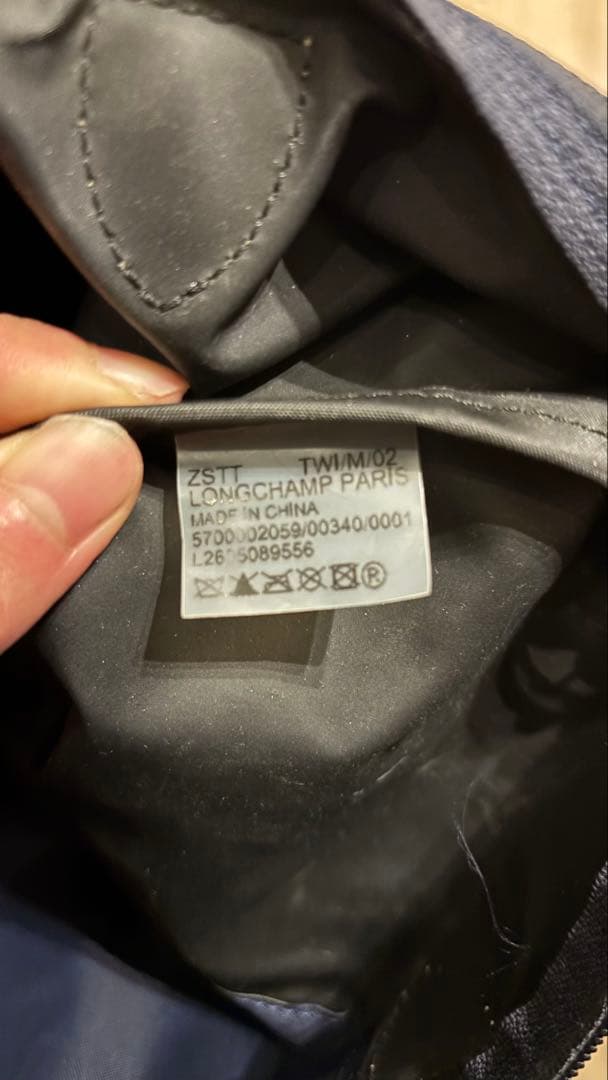 ZSTT TWI/M/02
LONGCHAMP PARIS
MADE IN CHINA
5700002059/00340/0001
®